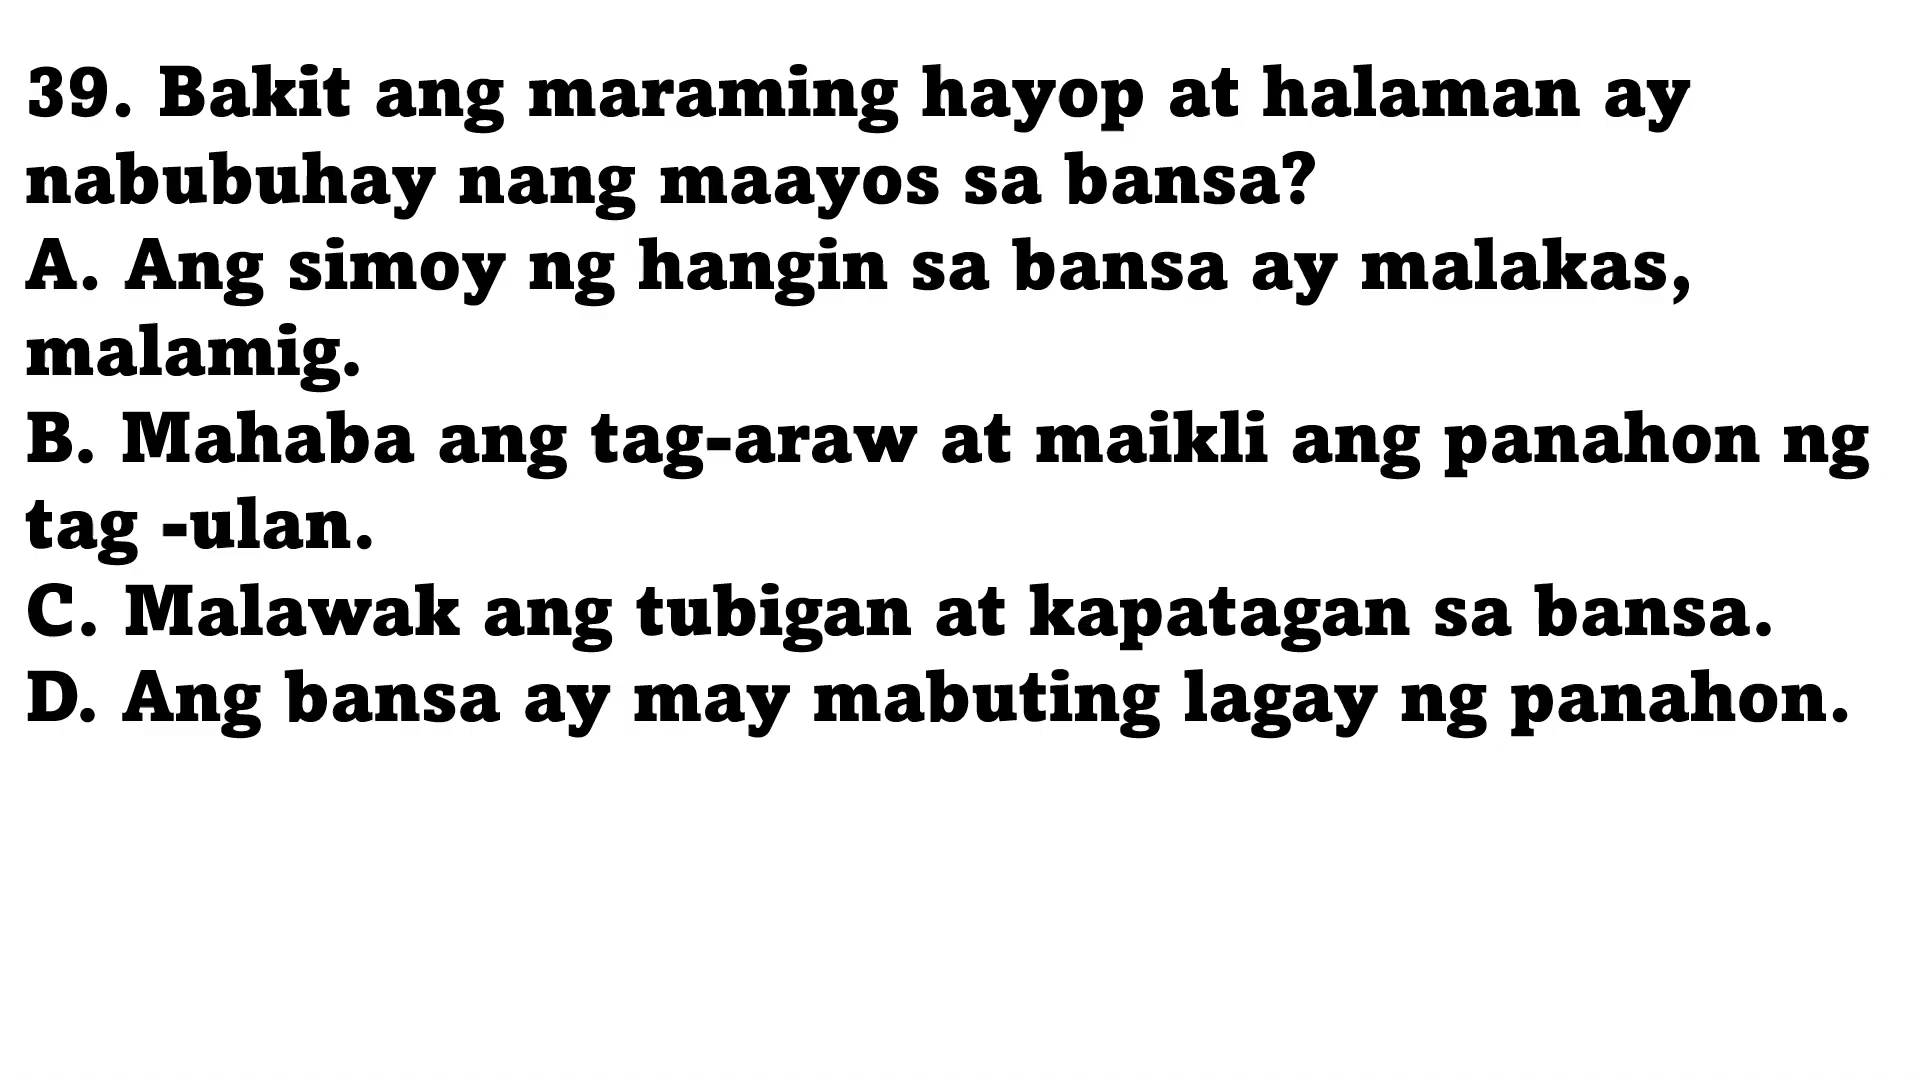 39. Bakit ang maraming hayop at halaman ay
nabubuhay nang maayos sa bansa?
A. Ang simoy ng hangin sa bansa ay malakas,
malamig.
B. Mahaba ang tag-araw at maikli ang panahon ng
tag -ulan.
C. Malawak ang tubigan at kapatagan sa bansa.
D. Ang bansa ay may mabuting lagay ng panahon.